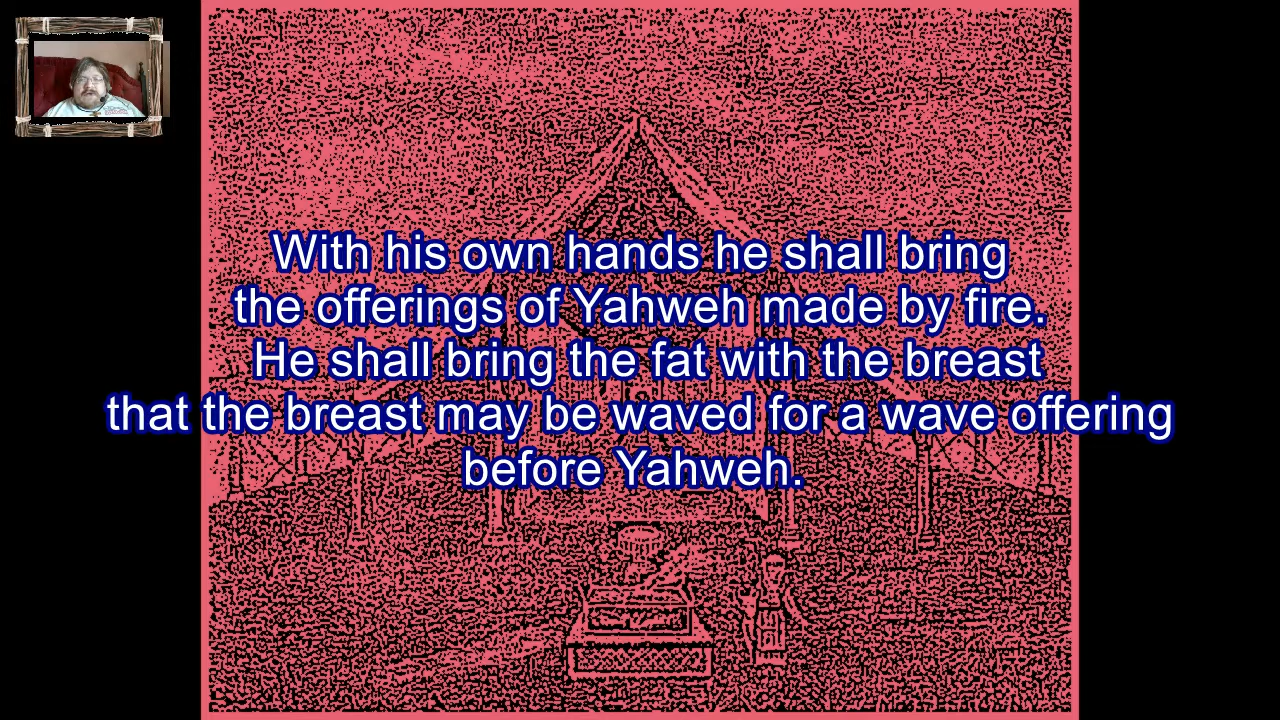 With his own hands he shall bring
the offerings of Yahweh made by fire.
He shall bring the fat with the breast
that the breast may be waved for a wave offering
before Yahweh.